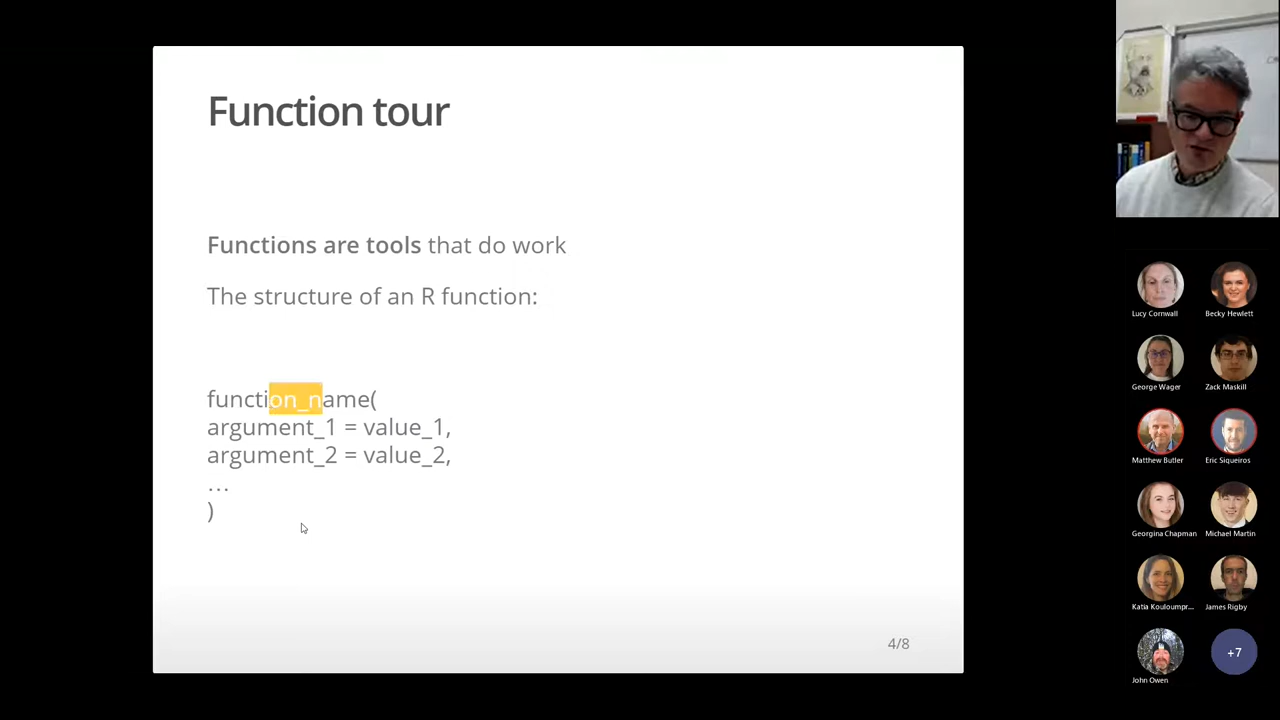 Function tour
Functions are tools that do work
The structure of an R function:
function_name(
argument_1 = value_1,
argument_2 = value_2,
…
)
4/8
Lucy Cornwall
Becky Hewlett
George Wager
Zack Maskill
Matthew Butler
Eric Siqueiros
Georgina Chapman
Michael Martin
Katia Kouloumpr...
James Rigby
John Owen
+7